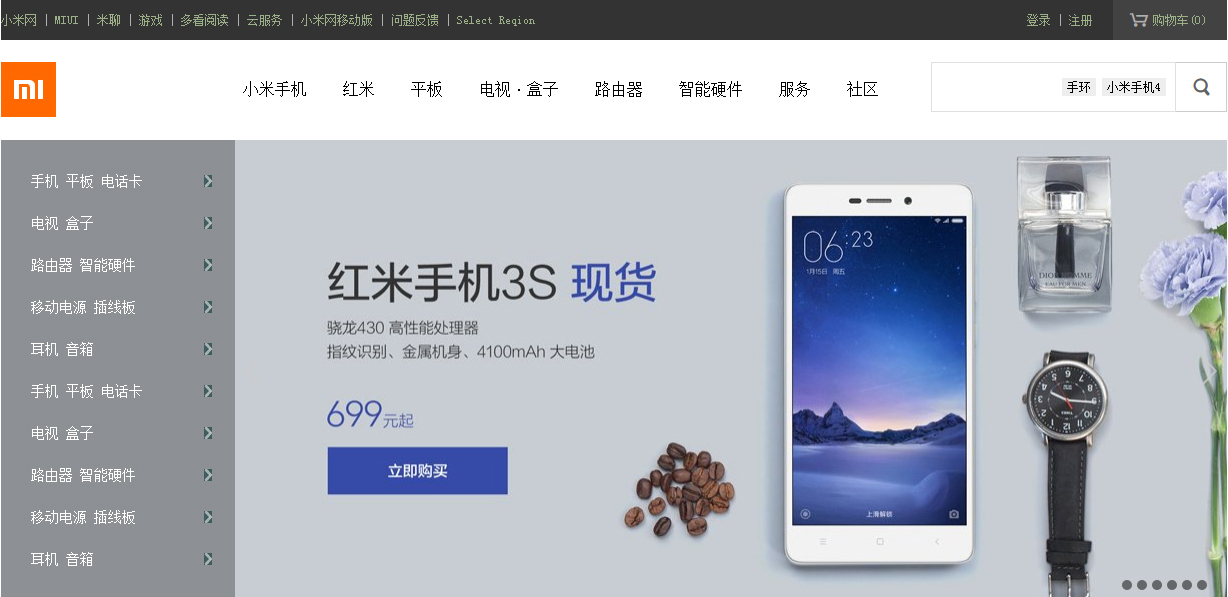 小米网 | MIUI | 米聊 | 游戏 | 多看阅读 | 云服务 | 小米网移动版 | 问题反馈 | Select Region 登录 | 注册 购物车(0)
mi 小米手机 红米 平板 电视·盒子 路由器 智能硬件 服务 社区 手环 小米手机4
手机 平板 电话卡
电视 盒子
路由器 智能硬件
移动电源 插线板
耳机 音箱
手机 平板 电话卡
电视 盒子
路由器 智能硬件
移动电源 插线板
耳机 音箱
红米手机3S 现货
骁龙430 高性能处理器
指纹识别、金属机身、4100mAh 大电池
699元起
立即购买
06:23
1月15日 周五
上滑解锁